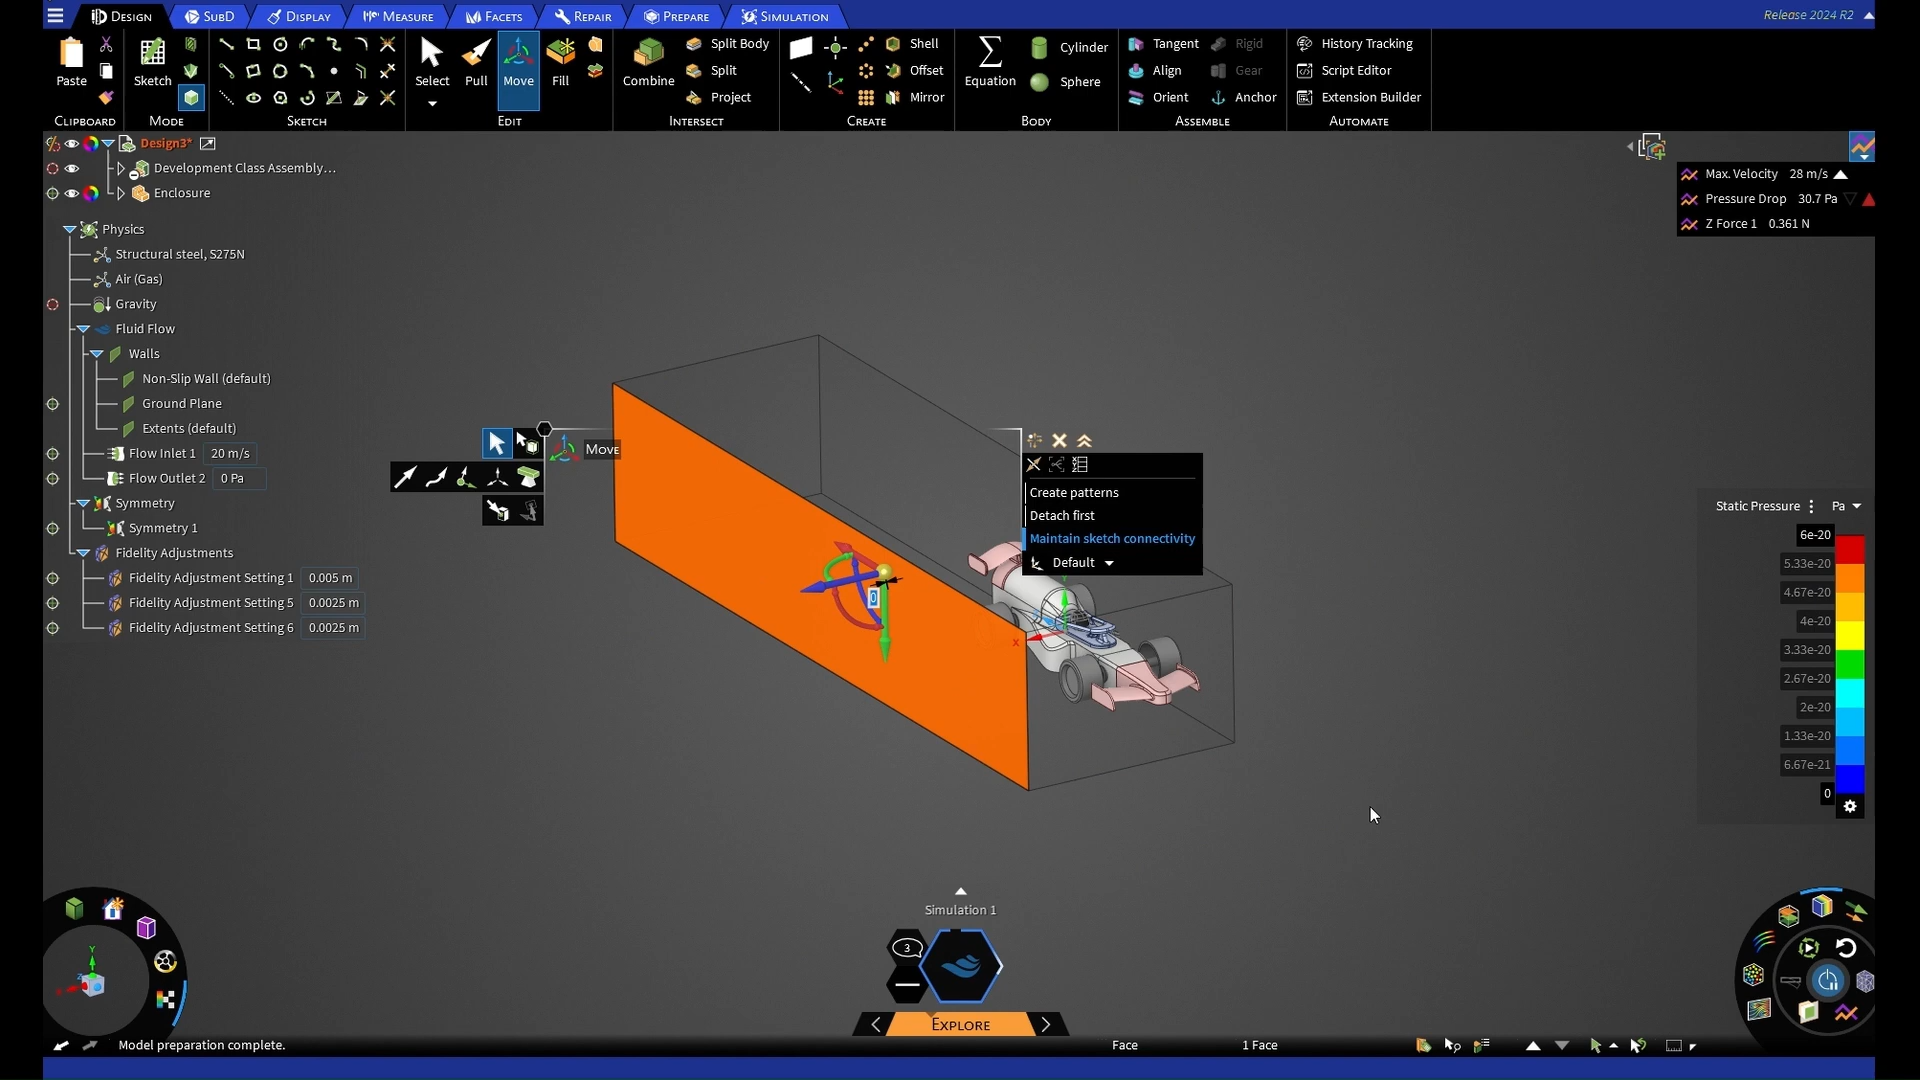 DESIGN
SUBD
DISPLAY
MEASURE
FACETS
REPAIR
PREPARE
SIMULATION
Release 2024 R2
Paste
CLIPBOARD
Sketch
MODE
SKETCH
Select
Pull
Move
Fill
EDIT
Combine
Split Body
Split
Project
INTERSECT
Shell
Offset
Mirror
CREATE
Equation
Cylinder
Sphere
BODY
Tangent
Align
Orient
Rigid
Gear
Anchor
ASSEMBLE
History Tracking
Script Editor
Extension Builder
AUTOMATE
Design3*
Development Class Assembly...
Enclosure
Physics
Structural steel, S275N
Air (Gas)
Gravity
Fluid Flow
Walls
Non-Slip Wall (default)
Ground Plane
Extents (default)
Flow Inlet 1 20 m/s
Flow Outlet 2 0 Pa
Symmetry
Symmetry 1
Fidelity Adjustments
Fidelity Adjustment Setting 1 0.005 m
Fidelity Adjustment Setting 5 0.0025 m
Fidelity Adjustment Setting 6 0.0025 m
Max. Velocity 28 m/s
Pressure Drop 30.7 Pa
Z Force 1 0.361 N
MOVE
Create patterns
Detach first
Maintain sketch connectivity
Default
0
Y
X
Static Pressure Pa
6e-20
5.33e-20
4.67e-20
4e-20
3.33e-20
2.67e-20
2e-20
1.33e-20
6.67e-21
0
Y
Z
X
Simulation 1
3
EXPLORE
Model preparation complete.
Face
1 Face